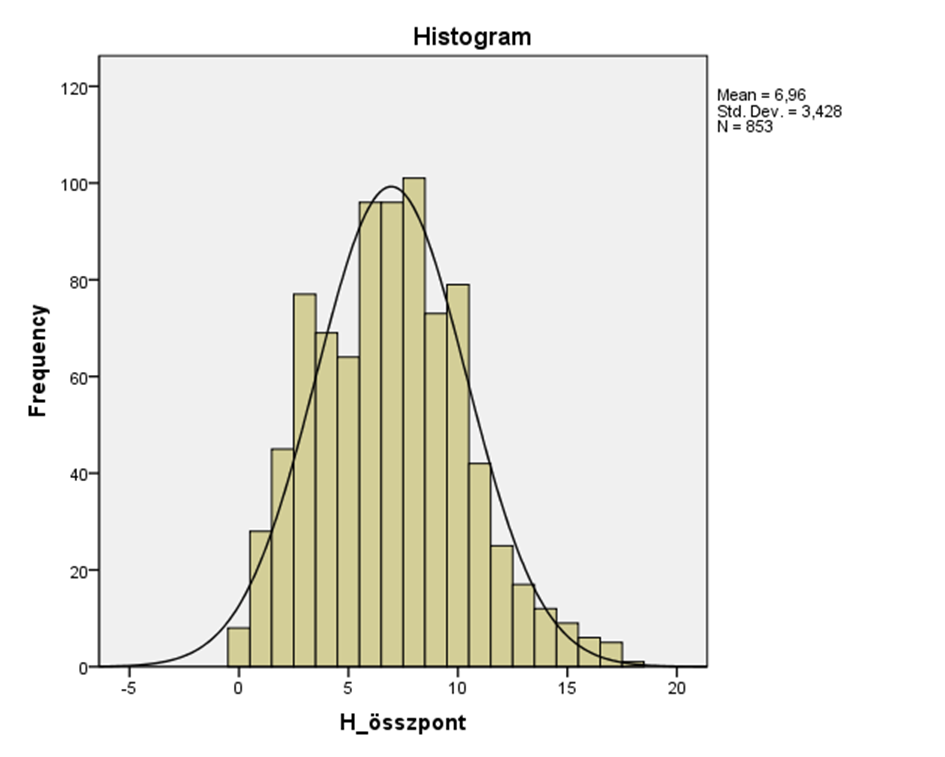 Histogram
Mean = 6,96
Std. Dev. = 3,428
N = 853
Frequency
120
100
80
60
40
20
0
-5 0 5 10 15 20
H_összpont